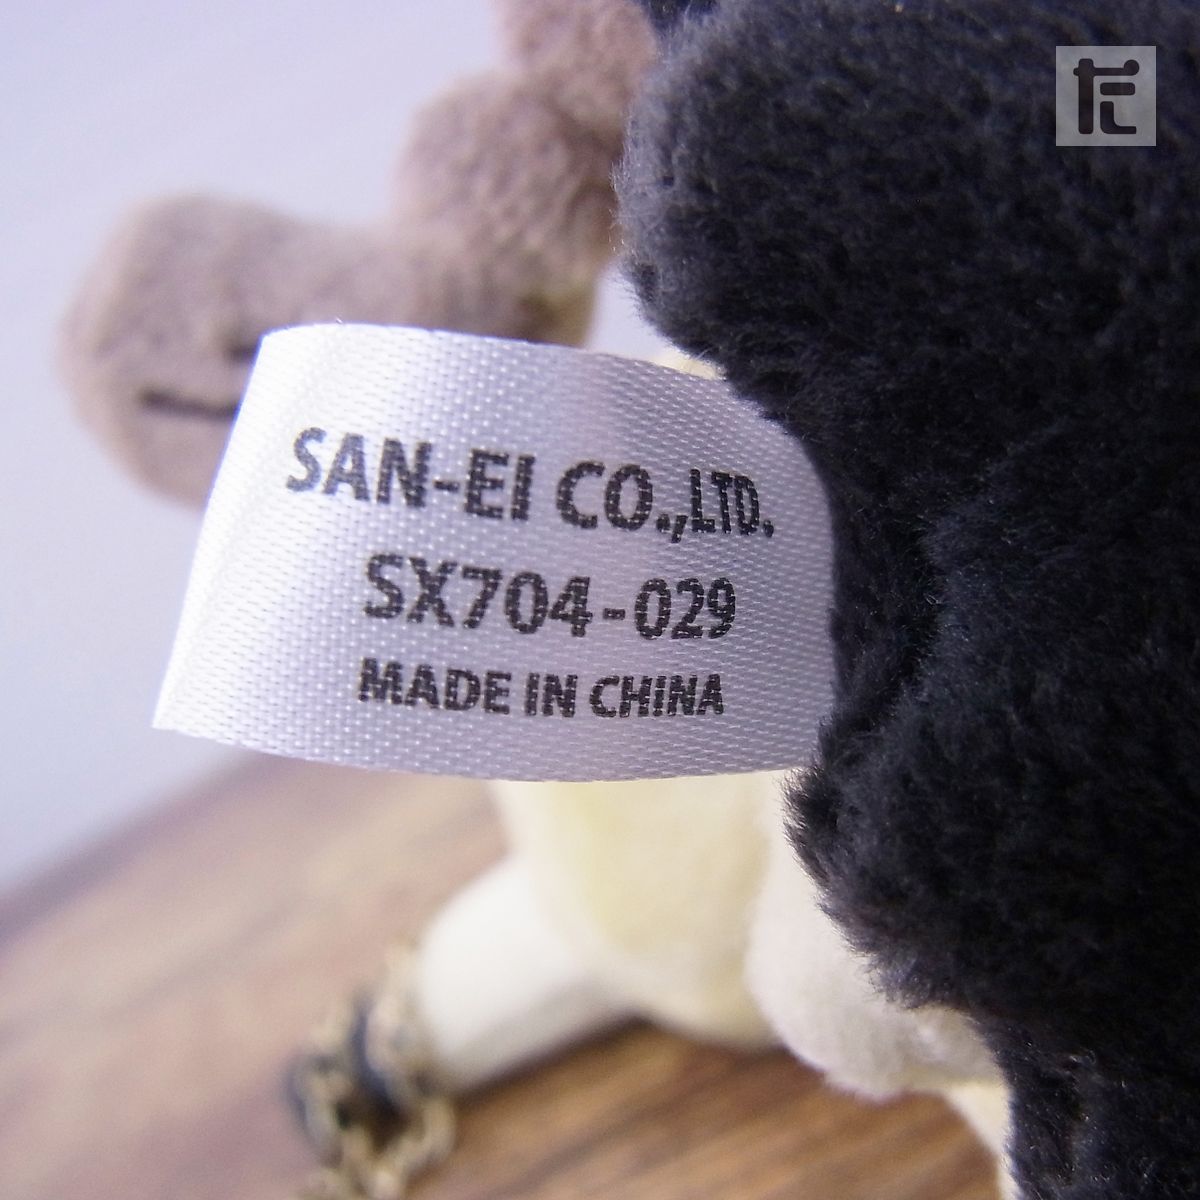 SAN-EI CO.,LTD.
SX704-029
MADE IN CHINA